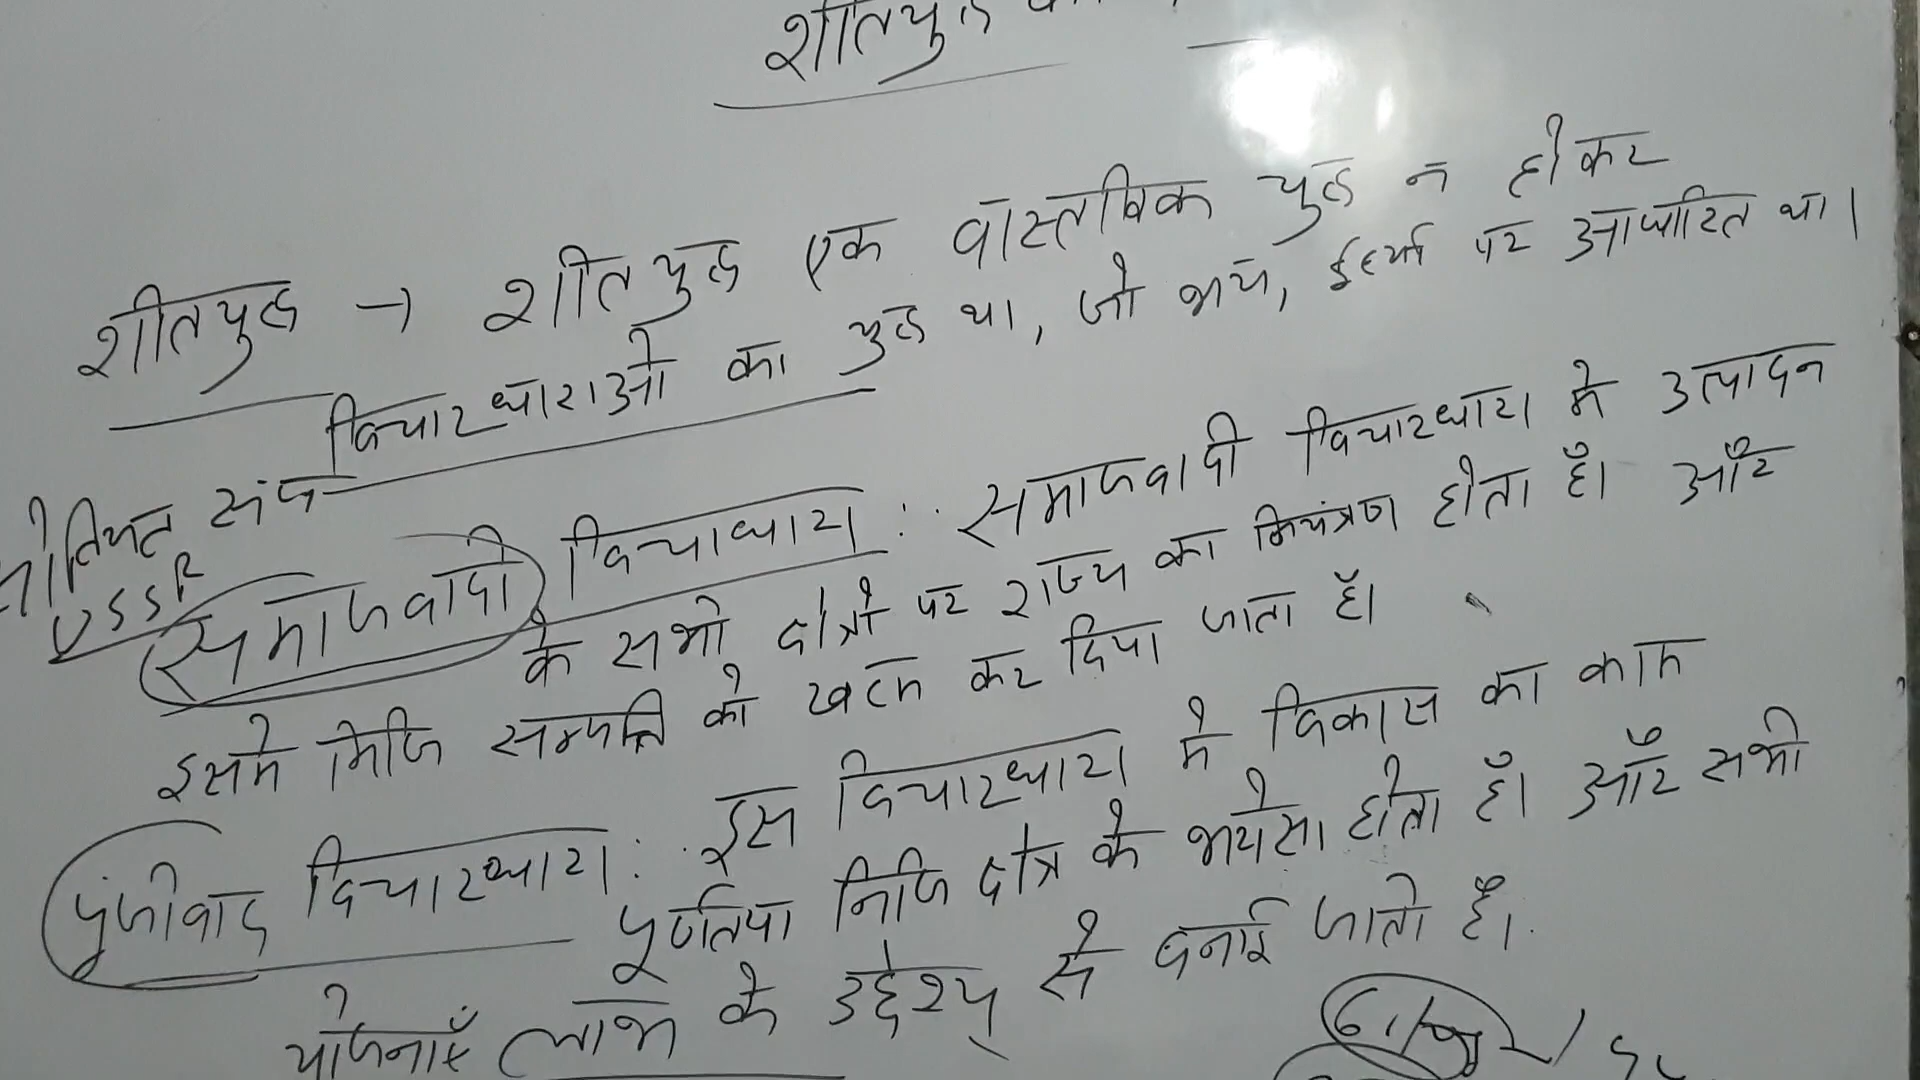 शीतयुद्ध
शीतयुद्ध → शीतयुद्ध एक वास्तविक युद्ध न होकर
विचारधाराओ का युद्ध था, जो भय, ईर्ष्या पर आधारित था।
सोवियत संघ
USSR
समाजवादी विचाधारा : समाजवादी विचारधारा मे उत्पादन
के सभी क्षेत्रो पर राज्य का नियंत्रण होता है। और
इसमे निजि सम्पत्ति को खत्म कर दिया जाता है।
पूंजीवाद विचारधारा : इस विचारधारा मे विकास का काम
पूर्णतया निजि क्षेत्र के भरोसे होता है। और सभी
योजनाएँ लाभ के उद्देश्य से बनाई जाती है।